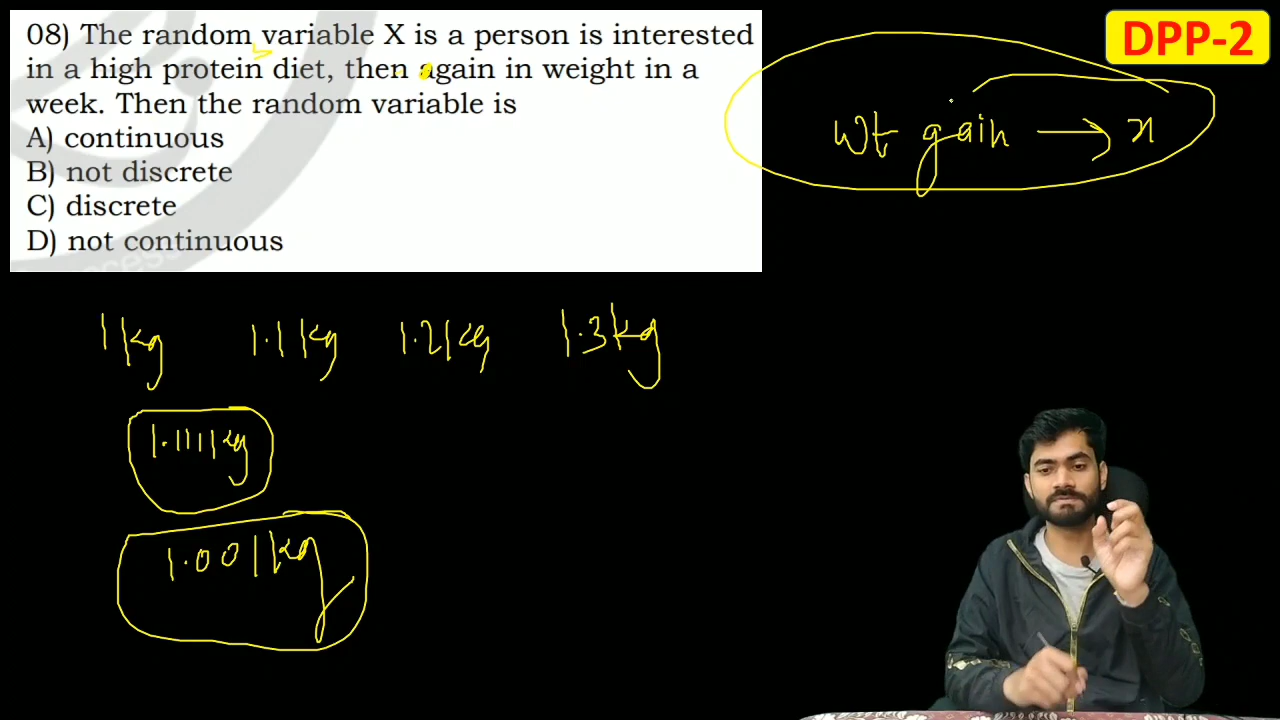 DPP-2
08) The random variable X is a person is interested
in a high protein diet, then again in weight in a
week. Then the random variable is
A) continuous
B) not discrete
C) discrete
D) not continuous
wt gain → x
1kg 1.1kg 1.2kg 1.3kg
1.111kg
1.001kg